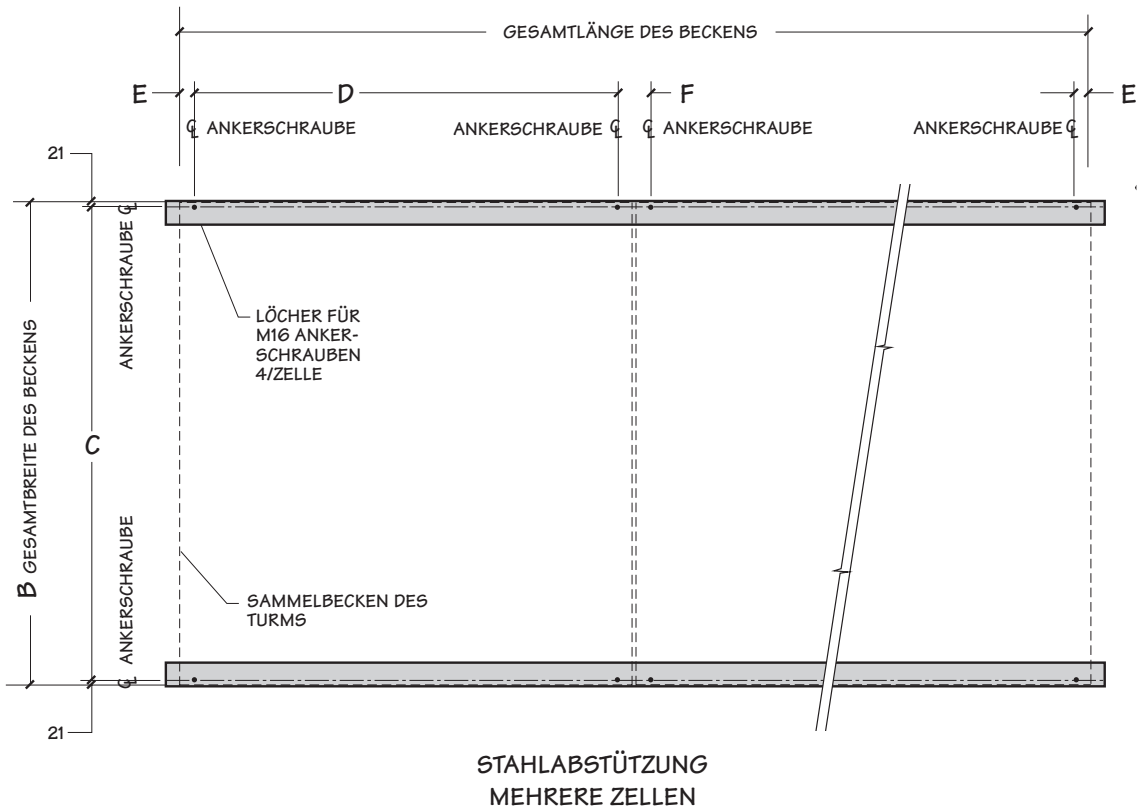 GESAMTLÄNGE DES BECKENS
E
D
F
E
℄ ANKERSCHRAUBE
ANKERSCHRAUBE ℄
℄ ANKERSCHRAUBE
ANKERSCHRAUBE ℄
21
ANKERSCHRAUBE ℄
LÖCHER FÜR
M16 ANKER-
SCHRAUBEN
4/ZELLE
B GESAMTBREITE DES BECKENS
C
℄ ANKERSCHRAUBE
SAMMELBECKEN DES
TURMS
21
STAHLABSTÜTZUNG
MEHRERE ZELLEN